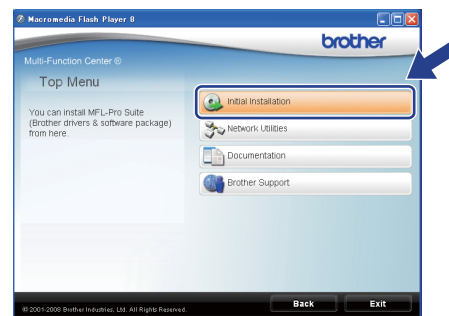 Macromedia Flash Player 8
brother
Multi-Function Center ®
Top Menu
You can install MFL-Pro Suite
(Brother drivers & software package)
from here.
Initial Installation
Network Utilities
Documentation
Brother Support
© 2001-2008 Brother Industries, Ltd. All Rights Reserved.
Back
Exit